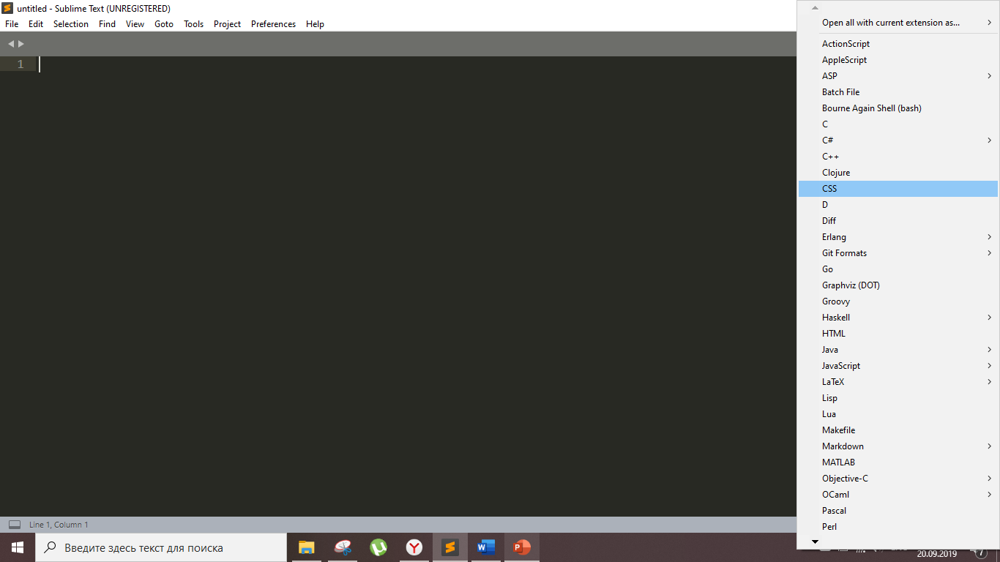 untitled - Sublime Text (UNREGISTERED)
File Edit Selection Find View Goto Tools Project Preferences Help
1
Open all with current extension as...
ActionScript
AppleScript
ASP
Batch File
Bourne Again Shell (bash)
C
C#
C++
Clojure
CSS
D
Diff
Erlang
Git Formats
Go
Graphviz (DOT)
Groovy
Haskell
HTML
Java
JavaScript
LaTeX
Lisp
Lua
Makefile
Markdown
MATLAB
Objective-C
OCaml
Pascal
Perl
Line 1, Column 1
Введите здесь текст для поиска
20.09.2019
7